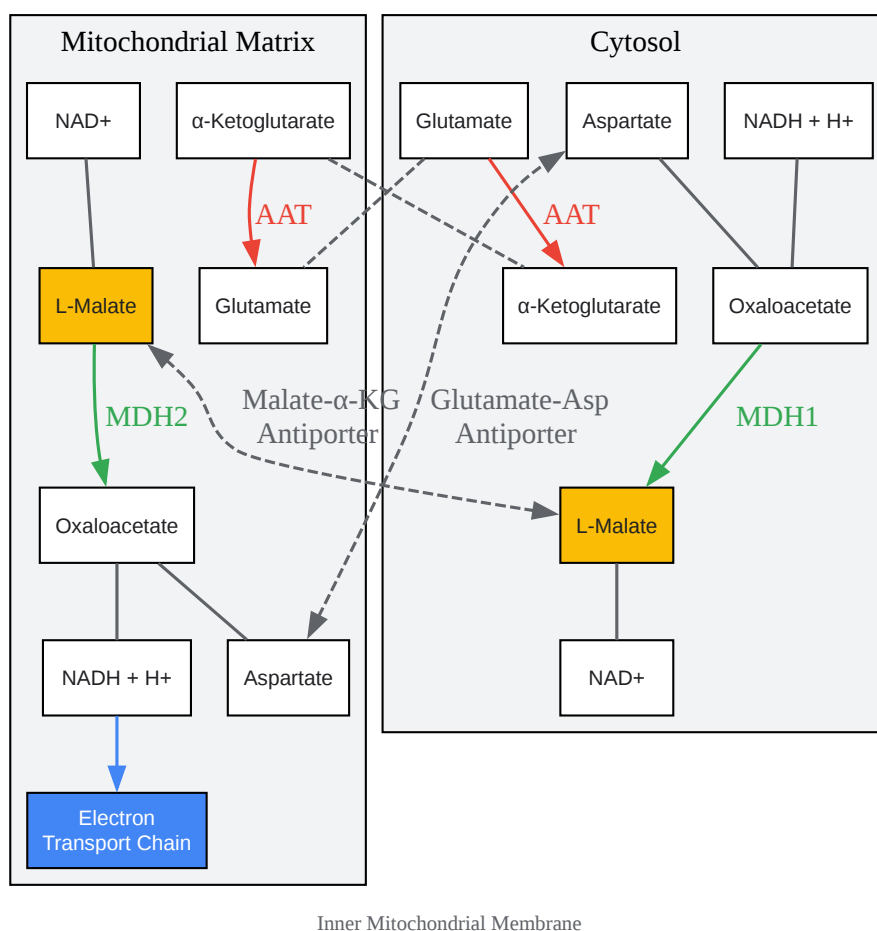 Mitochondrial Matrix
Cytosol
NAD+
α-Ketoglutarate
Glutamate
Aspartate
NADH + H+
AAT
AAT
L-Malate
Glutamate
α-Ketoglutarate
Oxaloacetate
MDH2
Malate-α-KG
Antiporter
Glutamate-Asp
Antiporter
MDH1
Oxaloacetate
L-Malate
NADH + H+
Aspartate
NAD+
Electron
Transport Chain
Inner Mitochondrial Membrane